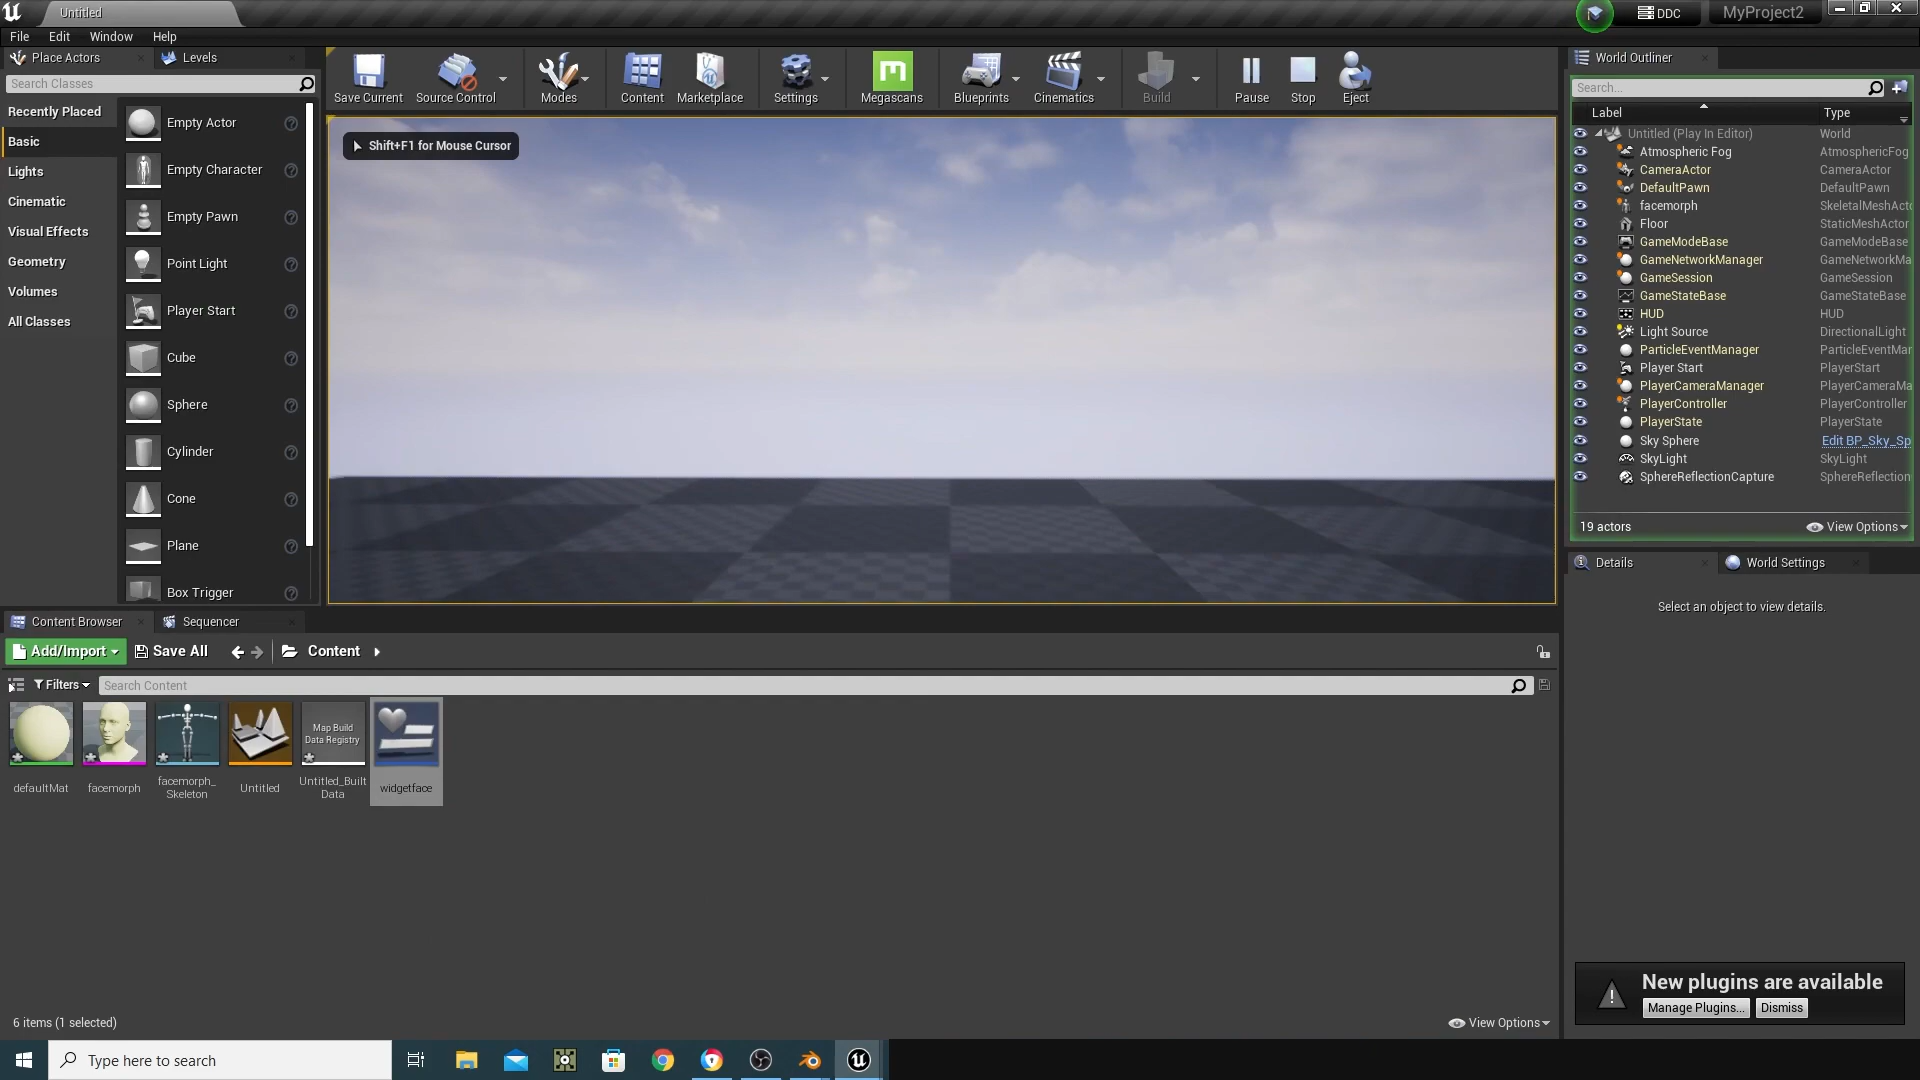 Untitled
DDC
MyProject2
File Edit Window Help
Place Actors
Levels
Search Classes
Recently Placed
Basic
Lights
Cinematic
Visual Effects
Geometry
Volumes
All Classes
Empty Actor
Empty Character
Empty Pawn
Point Light
Player Start
Cube
Sphere
Cylinder
Cone
Plane
Box Trigger
Save Current
Source Control
Modes
Content
Marketplace
Settings
Megascans
Blueprints
Cinematics
Build
Pause
Stop
Eject
Shift+F1 for Mouse Cursor
World Outliner
Search...
Label Type
Untitled (Play In Editor) World
Atmospheric Fog AtmosphericFog
CameraActor CameraActor
DefaultPawn DefaultPawn
facemorph SkeletalMeshActo
Floor StaticMeshActor
GameModeBase GameModeBase
GameNetworkManager GameNetworkMa
GameSession GameSession
GameStateBase GameStateBase
HUD HUD
Light Source DirectionalLight
ParticleEventManager ParticleEventMar
Player Start PlayerStart
PlayerCameraManager PlayerCameraMa
PlayerController PlayerController
PlayerState PlayerState
Sky Sphere Edit BP_Sky_Sp
SkyLight SkyLight
SphereReflectionCapture SphereReflection
19 actors
View Options
Details
World Settings
Select an object to view details.
Content Browser
Sequencer
Add/Import
Save All
Content
Filters
Search Content
defaultMat
facemorph
facemorph_
Skeleton
Untitled
Map Build
Data Registry
Untitled_Built
Data
widgetface
6 items (1 selected)
View Options
New plugins are available
Manage Plugins...
Dismiss
Type here to search